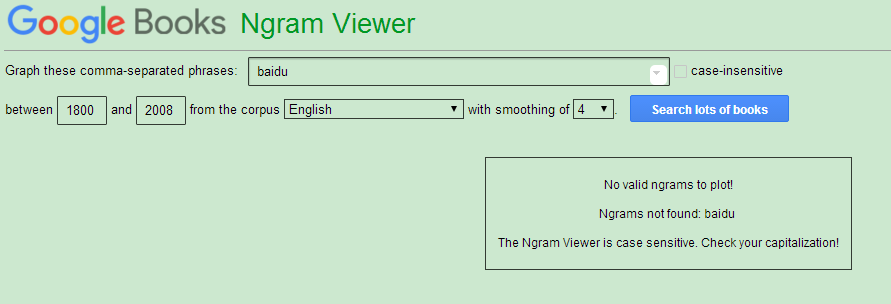 Google Books Ngram Viewer
Graph these comma-separated phrases: baidu case-insensitive
between 1800 and 2008 from the corpus English with smoothing of 4 . Search lots of books
No valid ngrams to plot!
Ngrams not found: baidu
The Ngram Viewer is case sensitive. Check your capitalization!